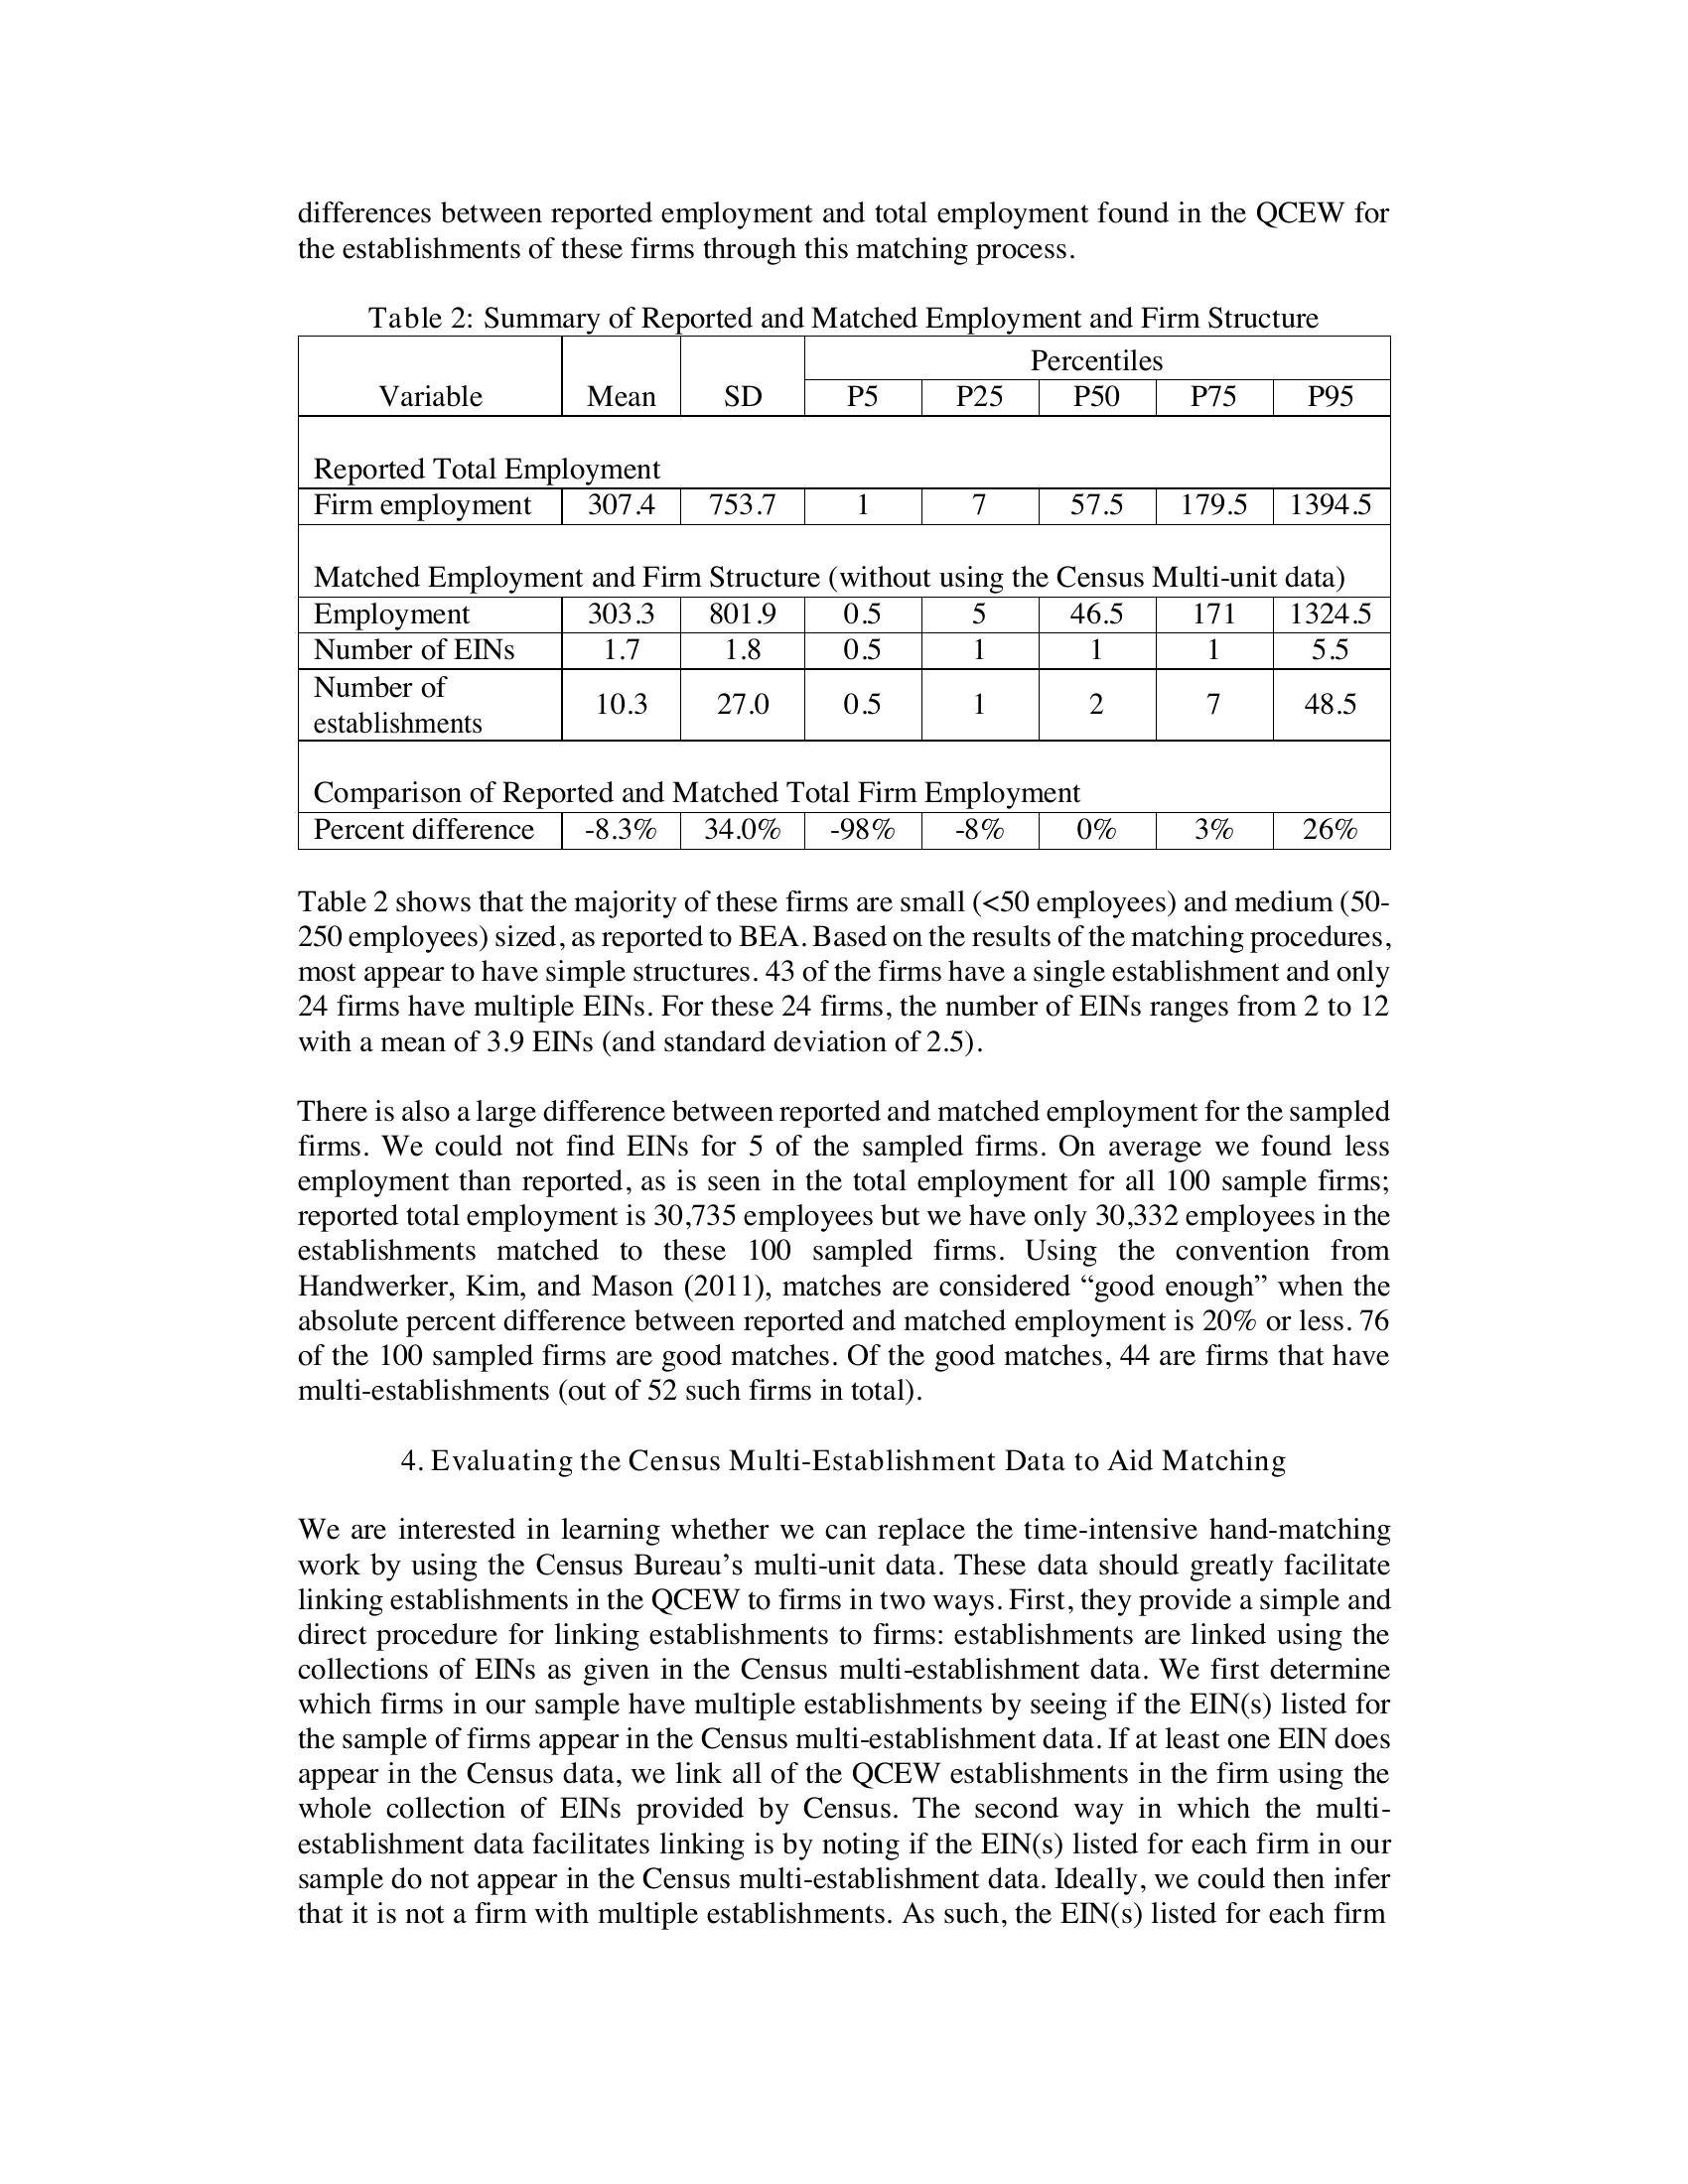 differences between reported employment and total employment found in the QCEW for
the establishments of these firms through this matching process.
Table 2: Summary of Reported and Matched Employment and Firm Structure
Percentiles
Variable Mean SD P5 P25 P50 P75 P95
Reported Total Employment
Firm employment 307.4 753.7 1 7 57.5 179.5 1394.5
Matched Employment and Firm Structure (without using the Census Multi-unit data)
Employment 303.3 801.9 0.5 5 46.5 171 1324.5
Number of EINs 1.7 1.8 0.5 1 1 1 5.5
Number of
establishments 10.3 27.0 0.5 1 2 7 48.5
Comparison of Reported and Matched Total Firm Employment
Percent difference -8.3% 34.0% -98% -8% 0% 3% 26%
Table 2 shows that the majority of these firms are small (<50 employees) and medium (50-
250 employees) sized, as reported to BEA. Based on the results of the matching procedures,
most appear to have simple structures. 43 of the firms have a single establishment and only
24 firms have multiple EINs. For these 24 firms, the number of EINs ranges from 2 to 12
with a mean of 3.9 EINs (and standard deviation of 2.5).
There is also a large difference between reported and matched employment for the sampled
firms. We could not find EINs for 5 of the sampled firms. On average we found less
employment than reported, as is seen in the total employment for all 100 sample firms;
reported total employment is 30,735 employees but we have only 30,332 employees in the
establishments matched to these 100 sampled firms. Using the convention from
Handwerker, Kim, and Mason (2011), matches are considered “good enough” when the
absolute percent difference between reported and matched employment is 20% or less. 76
of the 100 sampled firms are good matches. Of the good matches, 44 are firms that have
multi-establishments (out of 52 such firms in total).
4. Evaluating the Census Multi-Establishment Data to Aid Matching
We are interested in learning whether we can replace the time-intensive hand-matching
work by using the Census Bureau’s multi-unit data. These data should greatly facilitate
linking establishments in the QCEW to firms in two ways. First, they provide a simple and
direct procedure for linking establishments to firms: establishments are linked using the
collections of EINs as given in the Census multi-establishment data. We first determine
which firms in our sample have multiple establishments by seeing if the EIN(s) listed for
the sample of firms appear in the Census multi-establishment data. If at least one EIN does
appear in the Census data, we link all of the QCEW establishments in the firm using the
whole collection of EINs provided by Census. The second way in which the multi-
establishment data facilitates linking is by noting if the EIN(s) listed for each firm in our
sample do not appear in the Census multi-establishment data. Ideally, we could then infer
that it is not a firm with multiple establishments. As such, the EIN(s) listed for each firm